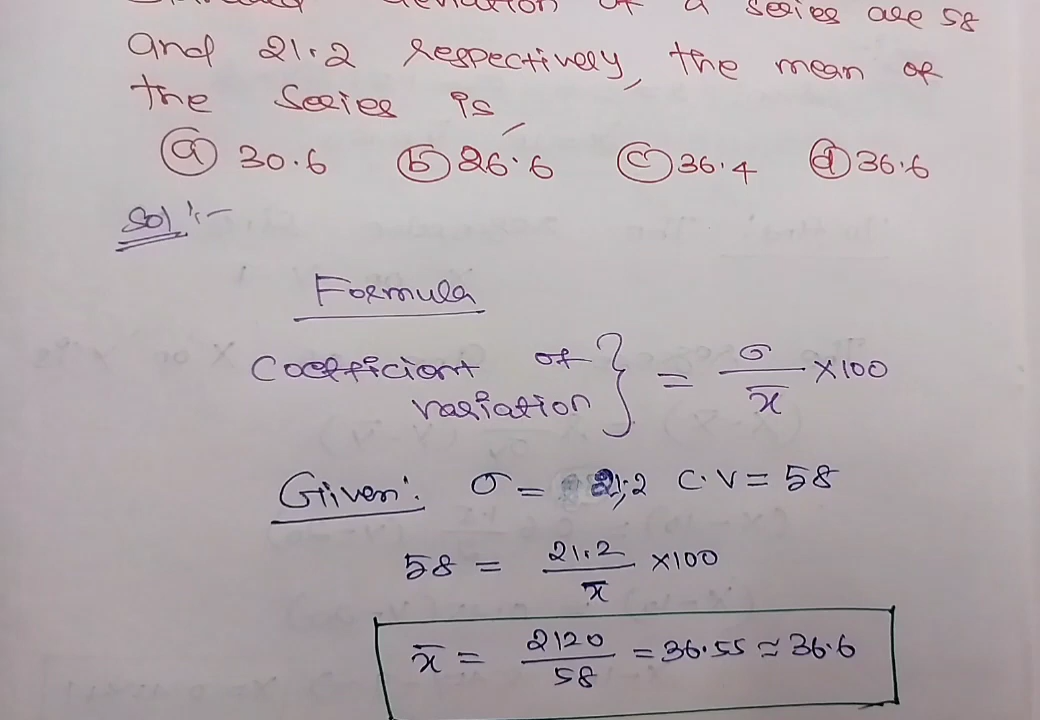 deviation of a series are 58
and 21.2 respectively, the mean of
the series is,
(a) 30.6 (b) 26.6 (c) 36.4 (d) 36.6
Sol':-
Formula
Coefficient of variation } = σ/x̄ ×100
Given: σ = 21.2 C.V = 58
58 = 21.2/x̄ ×100
x̄ = 2120/58 = 36.55 ≃ 36.6